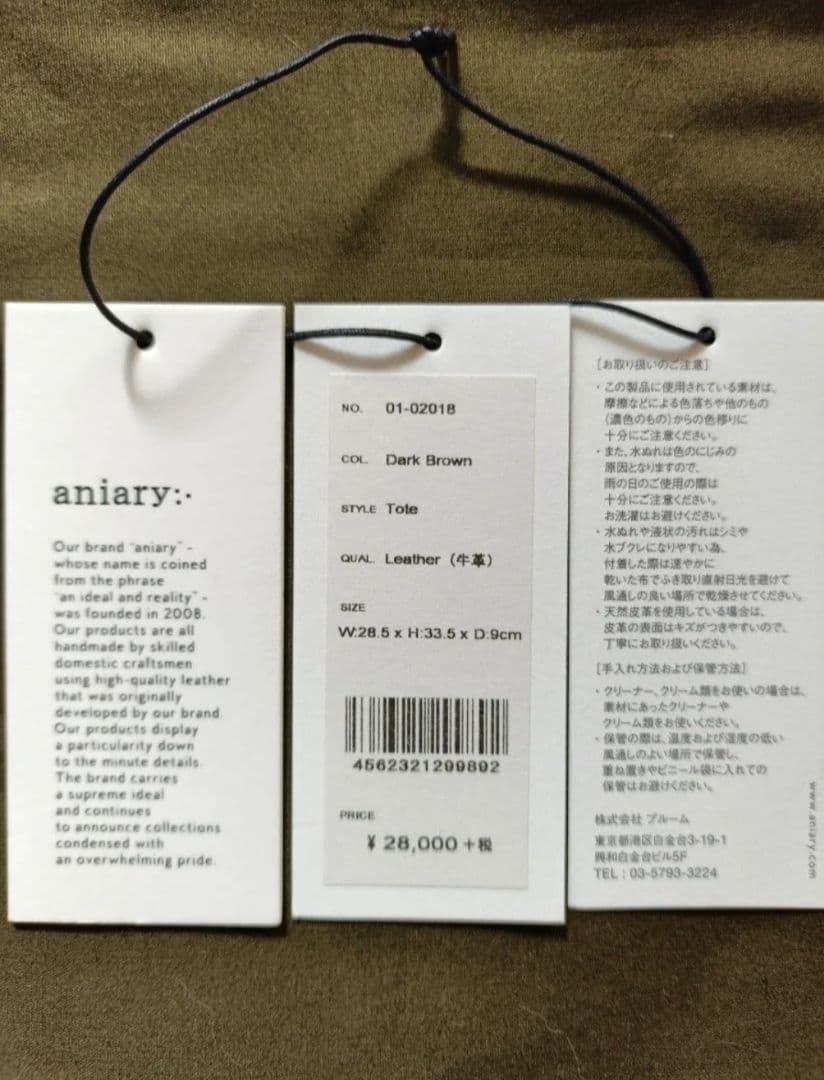 aniary:·
Our brand "aniary" -
whose name is coined
from the phrase
"an ideal and reality" -
was founded in 2008.
Our products are all
handmade by skilled
domestic craftsmen
using high-quality leather
that was originally
developed by our brand.
Our products display
a particularity down
to the minute details.
The brand carries
a supreme ideal
and continues
to announce collections
condensed with
an overwhelming pride.
NO. 01-02018
COL. Dark Brown
STYLE Tote
QUAL. Leather（牛革）
SIZE
W:28.5 x H:33.5 x D:9cm
4562321299892
PRICE
¥ 28,000＋税
［お取り扱いのご注意］
・この製品に使用されている素材は、
摩擦などによる色落ちや他のもの
（濃色のもの）からの色移りに
十分にご注意ください。
・また、水ぬれは色のにじみの
原因となりますので、
雨の日のご使用の際は
十分にご注意ください。
お洗濯はお避けください。
・水ぬれや液状の汚れはシミや
水ブクレになりやすい為、
付着した際は速やかに
乾いた布でふき取り直射日光を避けて
風通しの良い場所で乾燥させてください。
・天然皮革を使用している場合は、
皮革の表面はキズがつきやすいので、
丁寧にお取り扱いください。
［手入れ方法および保管方法］
・クリーナー、クリーム類をお使いの場合は、
素材にあったクリーナーや
クリーム類をお使いください。
・保管の際は、温度および湿度の低い
風通しのよい場所で保管し、
重ね置きやビニール袋に入れての
保管はお避けください。
株式会社 ブルーム
東京都港区白金台3-19-1
興和白金台ビル5F
TEL：03-5793-3224
www.aniary.com